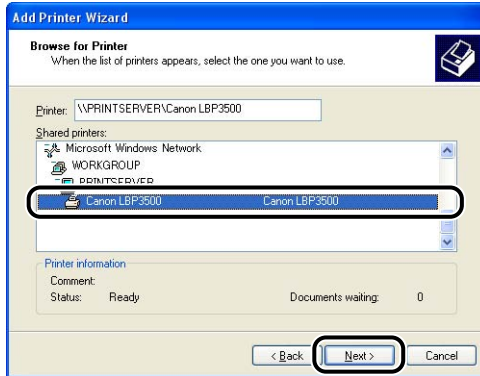 Add Printer Wizard
Browse for Printer
When the list of printers appears, select the one you want to use.
Printer: \\PRINTSERVER\Canon LBP3500
Shared printers:
Microsoft Windows Network
WORKGROUP
PRINTSERVER
Canon LBP3500 Canon LBP3500
Printer information
Comment:
Status: Ready Documents waiting: 0
< Back Next > Cancel